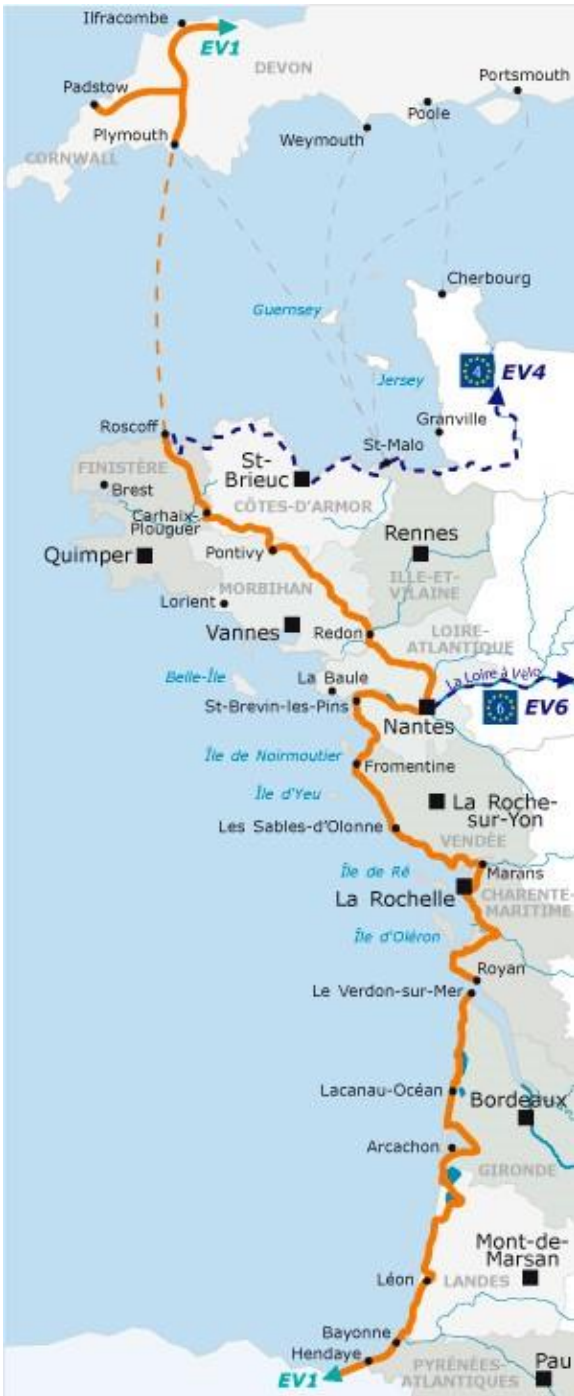 Ilfracombe
EV1
DEVON
Padstow
Portsmouth
Poole
Plymouth
Weymouth
CORNWALL
Cherbourg
Guernsey
4
EV4
Jersey
Granville
Roscoff
St-Malo
FINISTÈRE
St-
Brieuc
Brest
CÔTES-D'ARMOR
Carhaix-
Plouguer
Rennes
Quimper
Pontivy
ILLE-ET-
VILAINE
MORBIHAN
Lorient
Vannes
Redon
LOIRE-
ATLANTIQUE
La Loire à Vélo
Belle-Île
La Baule
6
EV6
St-Brevin-les-Pins
Nantes
Île de Noirmoutier
Fromentine
Île d'Yeu
La Roche-
sur-Yon
Les Sables-d'Olonne
VENDÉE
Marans
Île de Ré
La Rochelle
CHARENTE-
MARITIME
Île d'Oléron
Royan
Le Verdon-sur-Mer
Lacanau-Océan
Bordeaux
Arcachon
GIRONDE
Mont-de-
Marsan
Léon
LANDES
Bayonne
Hendaye
EV1
PYRÉNÉES-
ATLANTIQUES
Pau